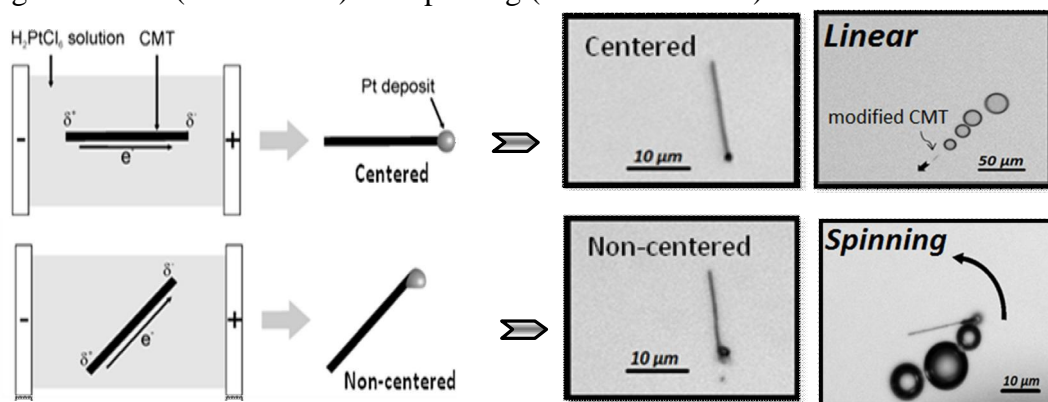 H₂PtCl₆ solution
CMT
δ⁺
δ⁻
-
+
e⁻
Pt deposit
Centered
Centered
10 µm
Linear
modified CMT
50 µm
δ⁻
-
+
e⁻
δ⁺
Non-centered
Non-centered
10 µm
Spinning
10 µm